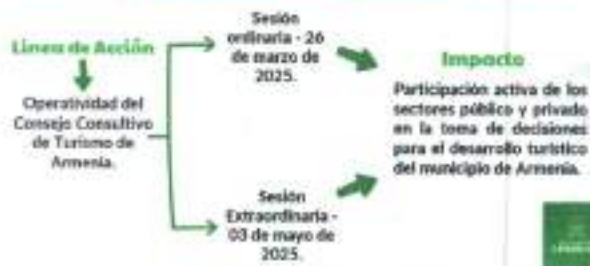 Línea de Acción
Operatividad del
Consejo Consultivo
de Turismo de
Armenia.
Sesión
ordinaria - 26
de marzo de
2025.
Sesión
Extraordinaria -
03 de mayo de
2025.
Impacto
Participación activa de los
sectores público y privado
en la toma de decisiones
para el desarrollo turístico
del municipio de Armenia.